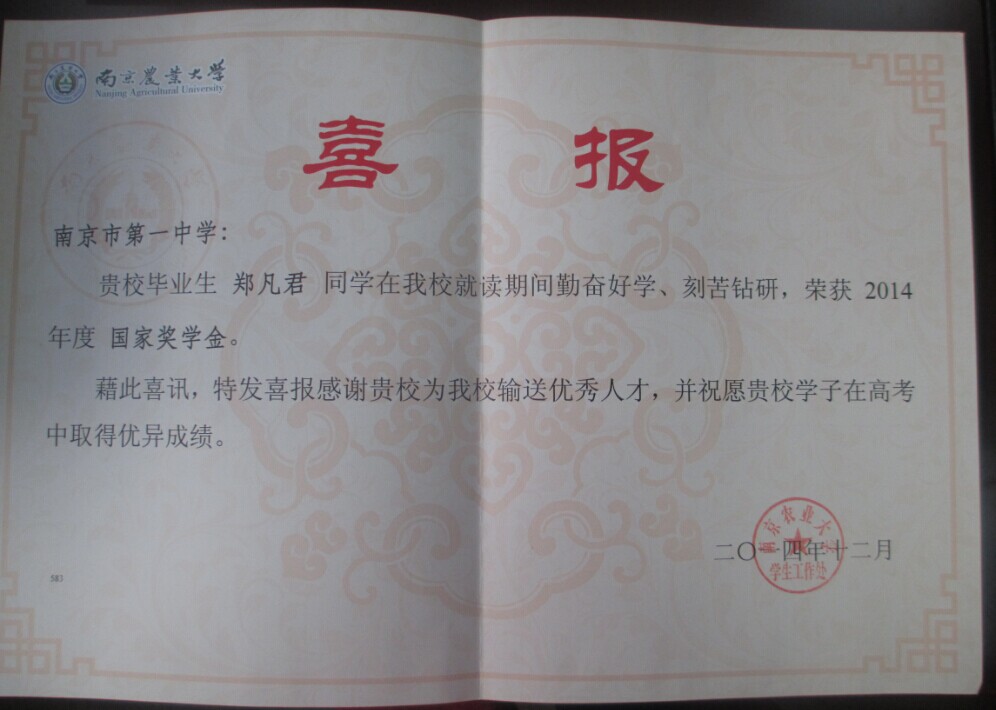 南京農業大学
Nanjing Agricultural University
喜报
南京市第一中学:
贵校毕业生 郑凡君 同学在我校就读期间勤奋好学、刻苦钻研，荣获 2014
年度 国家奖学金。
藉此喜讯，特发喜报感谢贵校为我校输送优秀人才，并祝愿贵校学子在高考
中取得优异成绩。
南京农业大学
二〇一四年十二月
学生工作处
583